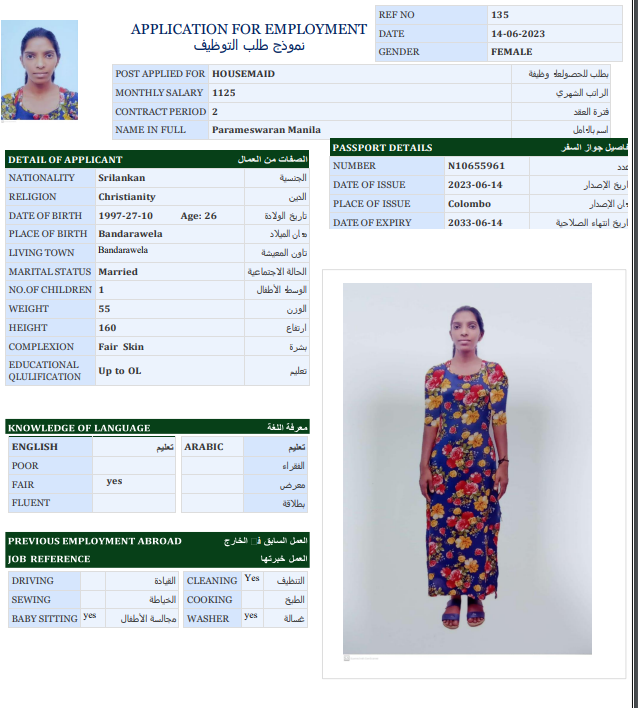 APPLICATION FOR EMPLOYMENT
نموذج طلب التوظيف
REF NO 135
DATE 14-06-2023
GENDER FEMALE
POST APPLIED FOR HOUSEMAID بطلب للحصولعلى وظيفة
MONTHLY SALARY 1125 الراتب الشهري
CONTRACT PERIOD 2 فترة العقد
NAME IN FULL Parameswaran Manila اسم بالكامل
DETAIL OF APPLICANT الصفات من العمال
NATIONALITY Srilankan الجنسية
RELIGION Christianity الدين
DATE OF BIRTH 1997-27-10 Age: 26 تاريخ الولادة
PLACE OF BIRTH Bandarawela الميلاد
LIVING TOWN Bandarawela تاون المعيشة
MARITAL STATUS Married الحالة الاجتماعية
NO.OF CHILDREN 1 الوسط الأطفال
WEIGHT 55 الوزن
HEIGHT 160 ارتفاع
COMPLEXION Fair Skin بشرة
EDUCATIONAL QLULIFICATION Up to OL تعليم
PASSPORT DETAILS تفاصيل جواز السفر
NUMBER N10655961 عدد
DATE OF ISSUE 2023-06-14 تاريخ الإصدار
PLACE OF ISSUE Colombo الإصدار
DATE OF EXPIRY 2033-06-14 تاريخ انتهاء الصلاحية
KNOWLEDGE OF LANGUAGE معرفة اللغة
ENGLISH تعليم ARABIC تعليم
POOR الفقراء
FAIR yes معرض
FLUENT بطلاقة
PREVIOUS EMPLOYMENT ABROAD العمل السابق في الخارج
JOB REFERENCE العمل خبرتها
DRIVING القيادة CLEANING Yes التنظيف
SEWING الخياطة COOKING الطبخ
BABY SITTING yes مجالسة الأطفال WASHER yes غسالة